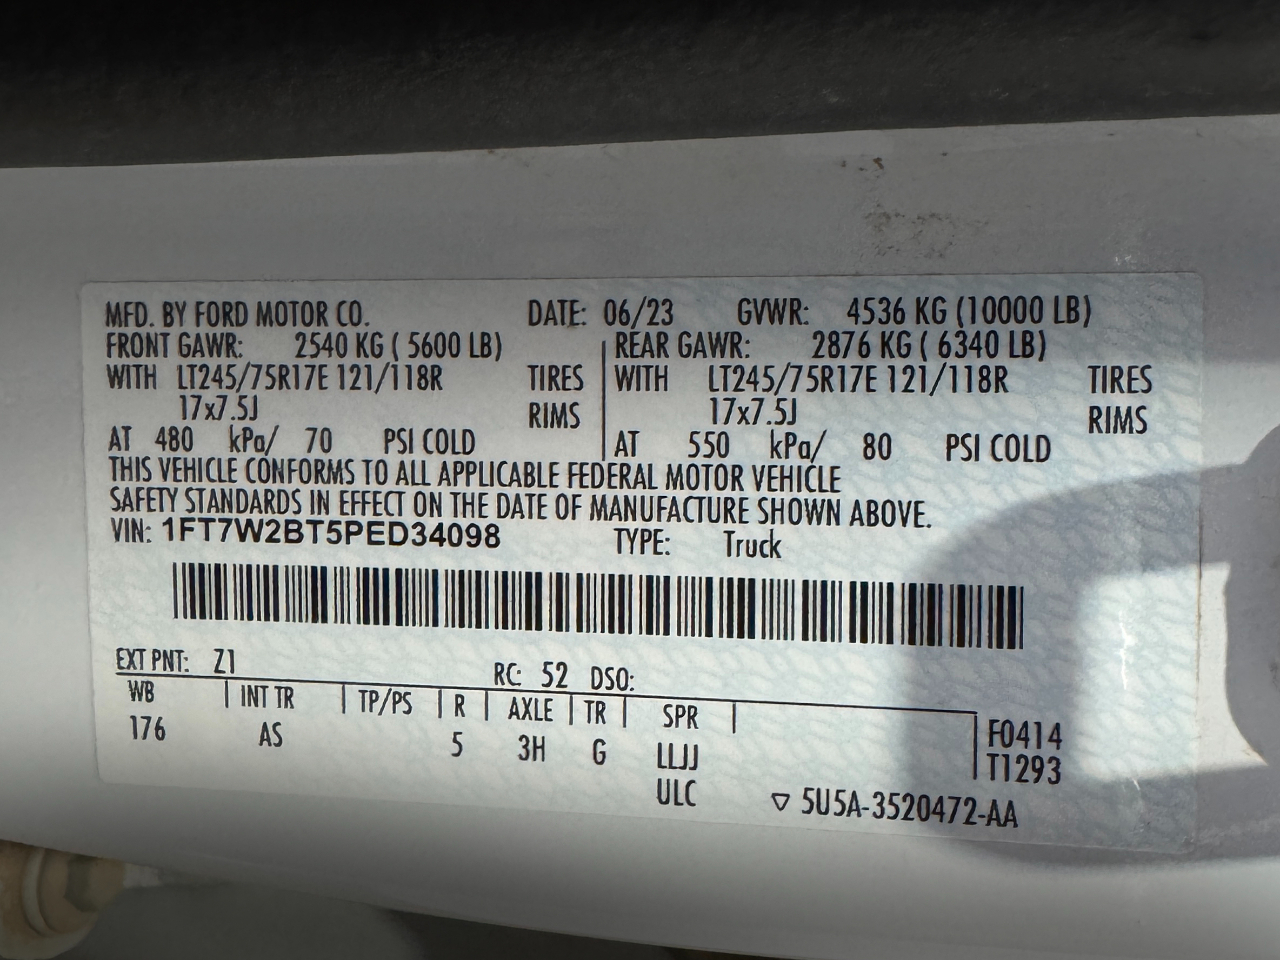 MFD. BY FORD MOTOR CO. DATE: 06/23 GVWR: 4536 KG (10000 LB)
FRONT GAWR: 2540 KG ( 5600 LB) REAR GAWR: 2876 KG ( 6340 LB)
WITH LT245/75R17E 121/118R TIRES WITH LT245/75R17E 121/118R TIRES
17x7.5J RIMS 17x7.5J RIMS
AT 480 kPa/ 70 PSI COLD AT 550 kPa/ 80 PSI COLD
THIS VEHICLE CONFORMS TO ALL APPLICABLE FEDERAL MOTOR VEHICLE
SAFETY STANDARDS IN EFFECT ON THE DATE OF MANUFACTURE SHOWN ABOVE.
VIN: 1FT7W2BT5PED34098 TYPE: Truck
EXT PNT: Z1 RC: 52 DSO:
WB INT TR TP/PS R AXLE TR SPR F0414
176 AS 5 3H G LLJJ T1293
ULC ▽ 5U5A-3520472-AA